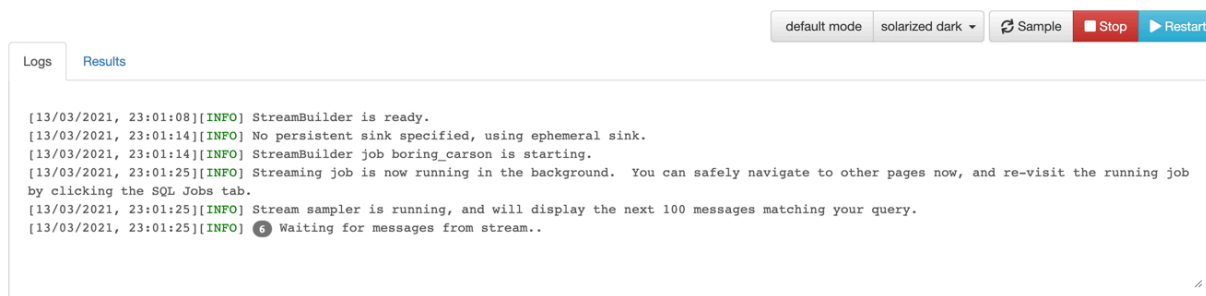 default mode solarized dark Sample Stop Restart
Logs Results
[13/03/2021, 23:01:08][INFO] StreamBuilder is ready.
[13/03/2021, 23:01:14][INFO] No persistent sink specified, using ephemeral sink.
[13/03/2021, 23:01:14][INFO] StreamBuilder job boring_carson is starting.
[13/03/2021, 23:01:25][INFO] Streaming job is now running in the background.  You can safely navigate to other pages now, and re-visit the running job
by clicking the SQL Jobs tab.
[13/03/2021, 23:01:25][INFO] Stream sampler is running, and will display the next 100 messages matching your query.
[13/03/2021, 23:01:25][INFO] 6 Waiting for messages from stream..